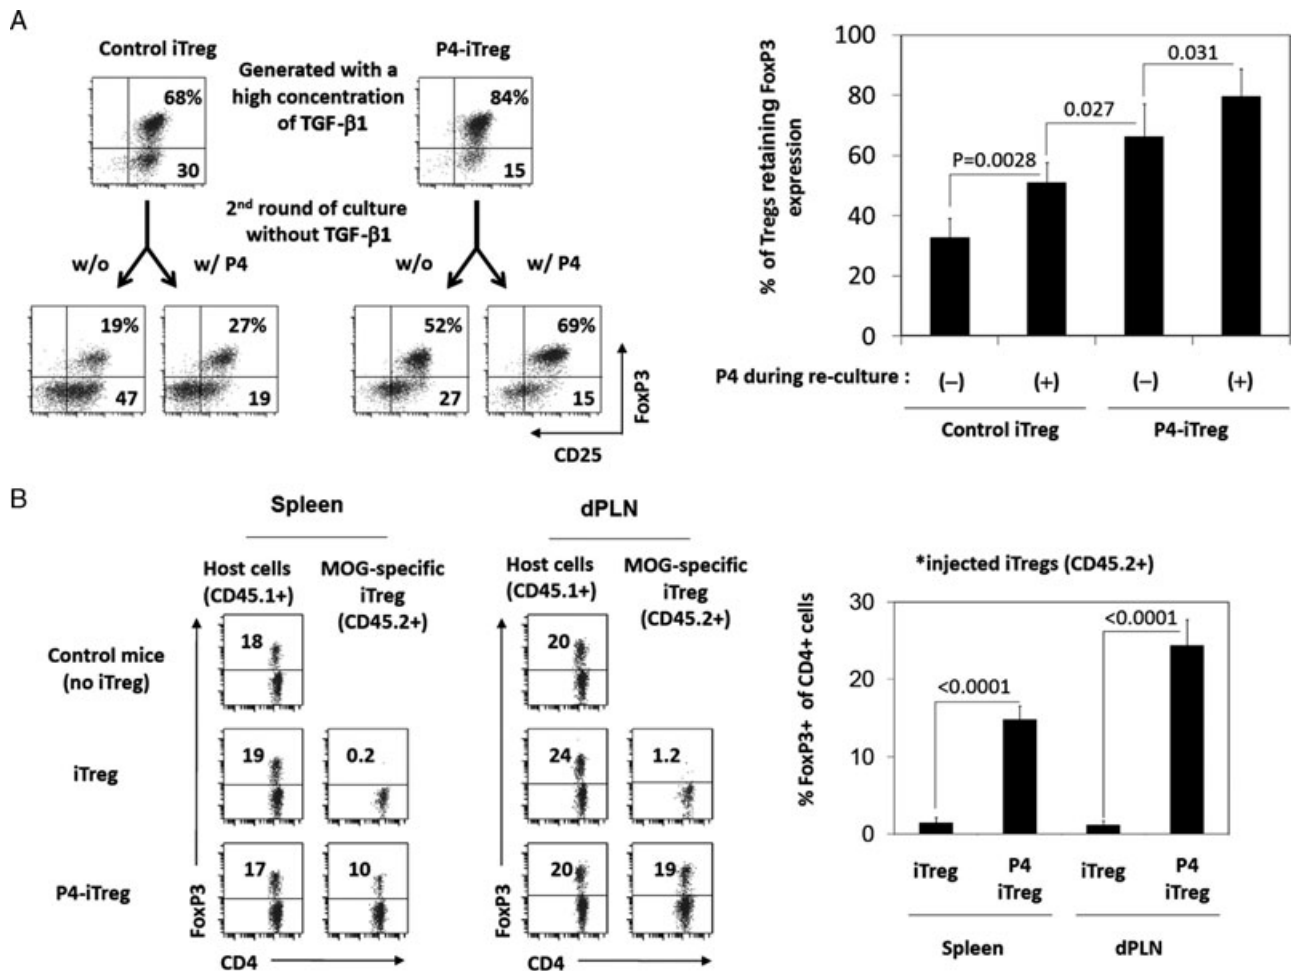 A
Control iTreg
P4-iTreg
Generated with a
high concentration
of TGF-β1
68%
30
84%
15
2nd round of culture
without TGF-β1
w/o
w/ P4
w/o
w/ P4
19%
47
27%
19
52%
27
69%
15
FoxP3
CD25
% of Tregs retaining FoxP3
expression
100
80
60
40
20
0
P=0.0028
0.027
0.031
P4 during re-culture :
(–)
(+)
(–)
(+)
Control iTreg
P4-iTreg
B
Spleen
dPLN
Host cells
(CD45.1+)
MOG-specific
iTreg
(CD45.2+)
Host cells
(CD45.1+)
MOG-specific
iTreg
(CD45.2+)
Control mice
(no iTreg)
18
20
iTreg
19
0.2
24
1.2
P4-iTreg
17
10
20
19
FoxP3
CD4
FoxP3
CD4
*injected iTregs (CD45.2+)
% FoxP3+ of CD4+ cells
30
20
10
0
<0.0001
<0.0001
iTreg
P4
iTreg
iTreg
P4
iTreg
Spleen
dPLN